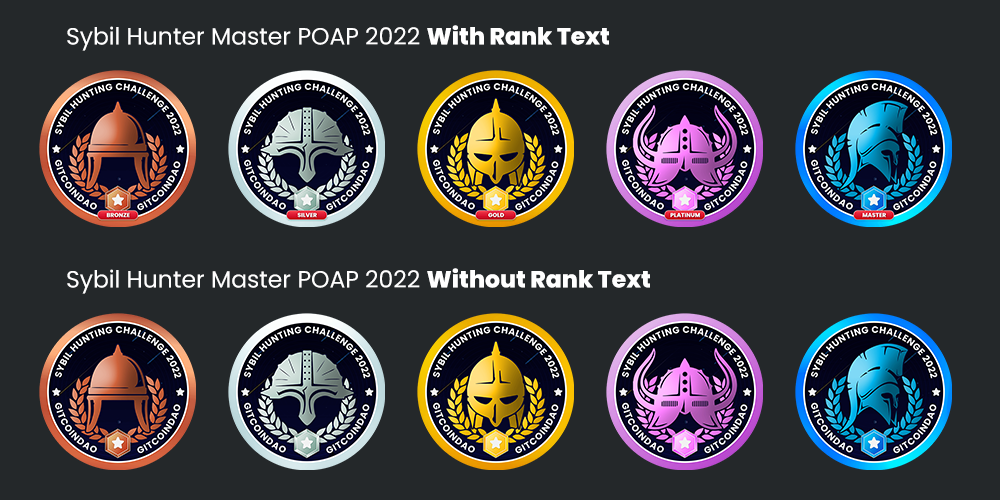 Sybil Hunter Master POAP 2022 With Rank Text
SYBIL HUNTING CHALLENGE 2022
GITCOINDAO GITCOINDAO
BRONZE
SYBIL HUNTING CHALLENGE 2022
GITCOINDAO GITCOINDAO
SILVER
SYBIL HUNTING CHALLENGE 2022
GITCOINDAO GITCOINDAO
GOLD
SYBIL HUNTING CHALLENGE 2022
GITCOINDAO GITCOINDAO
PLATINUM
SYBIL HUNTING CHALLENGE 2022
GITCOINDAO GITCOINDAO
MASTER
Sybil Hunter Master POAP 2022 Without Rank Text
SYBIL HUNTING CHALLENGE 2022
GITCOINDAO GITCOINDAO
SYBIL HUNTING CHALLENGE 2022
GITCOINDAO GITCOINDAO
SYBIL HUNTING CHALLENGE 2022
GITCOINDAO GITCOINDAO
SYBIL HUNTING CHALLENGE 2022
GITCOINDAO GITCOINDAO
SYBIL HUNTING CHALLENGE 2022
GITCOINDAO GITCOINDAO